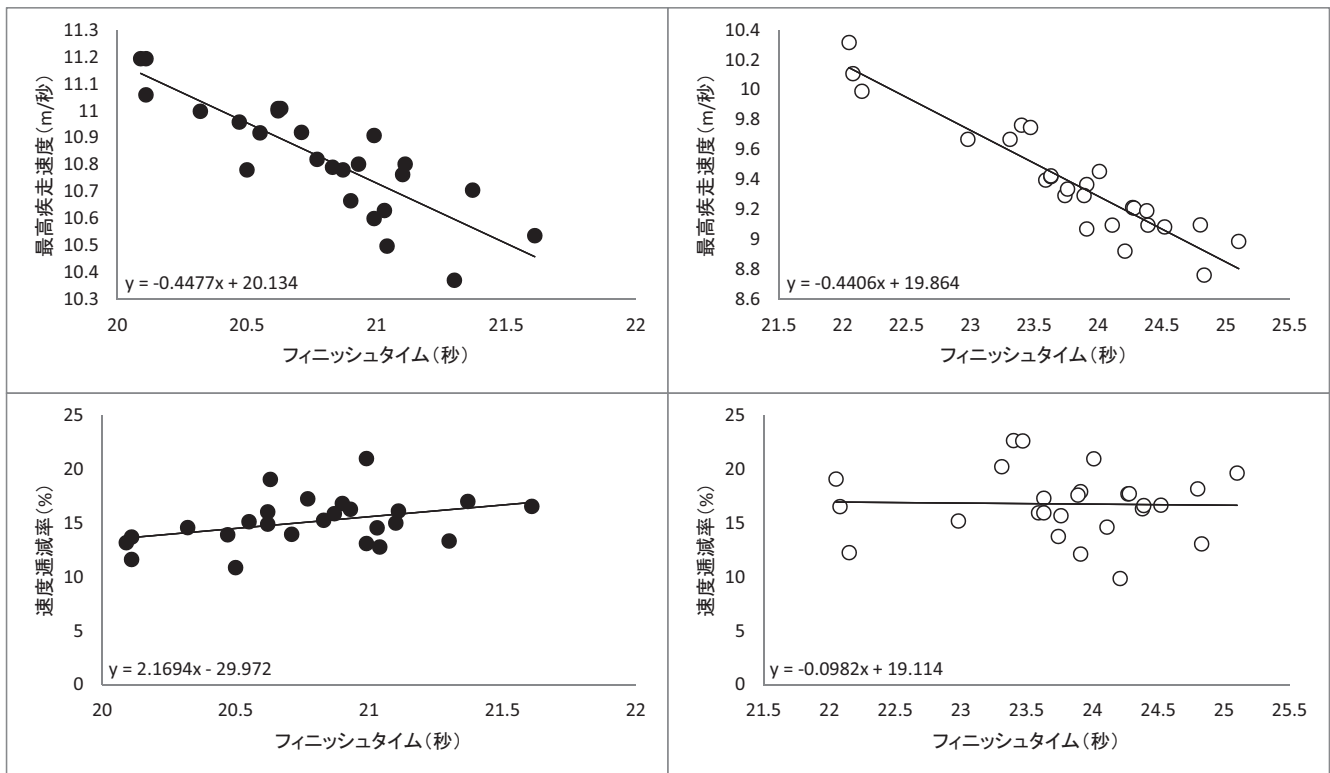 11.3
11.2
11.1
11
10.9
10.8
10.7
10.6
10.5
10.4
10.3
最高疾走速度(m/秒)
y = -0.4477x + 20.134
20 20.5 21 21.5 22
フィニッシュタイム(秒)
10.4
10.2
10
9.8
9.6
9.4
9.2
9
8.8
8.6
最高疾走速度(m/秒)
y = -0.4406x + 19.864
21.5 22 22.5 23 23.5 24 24.5 25 25.5
フィニッシュタイム(秒)
25
20
15
10
5
0
速度逓減率(%)
y = 2.1694x - 29.972
20 20.5 21 21.5 22
フィニッシュタイム(秒)
25
20
15
10
5
0
速度逓減率(%)
y = -0.0982x + 19.114
21.5 22 22.5 23 23.5 24 24.5 25 25.5
フィニッシュタイム(秒)